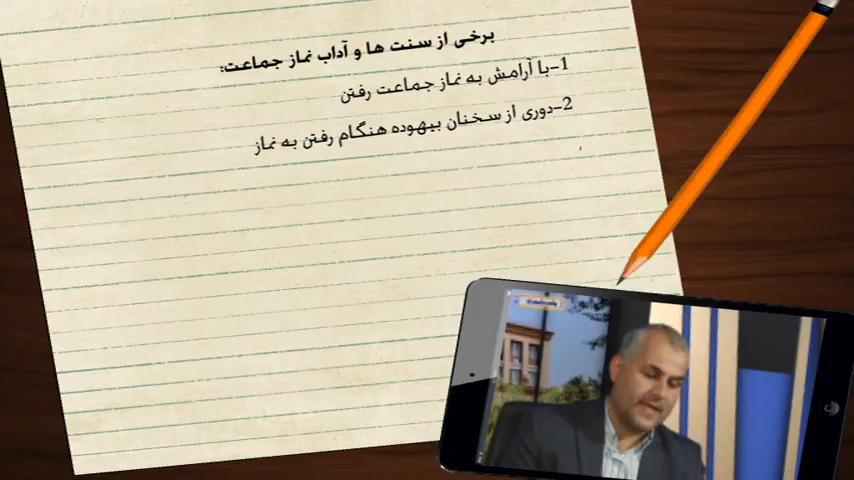 برخی از سنت ها و آداب نماز جماعت:
1-با آرامش به نماز جماعت رفتن
2-دوری از سخنان بیهوده هنگام رفتن به نماز